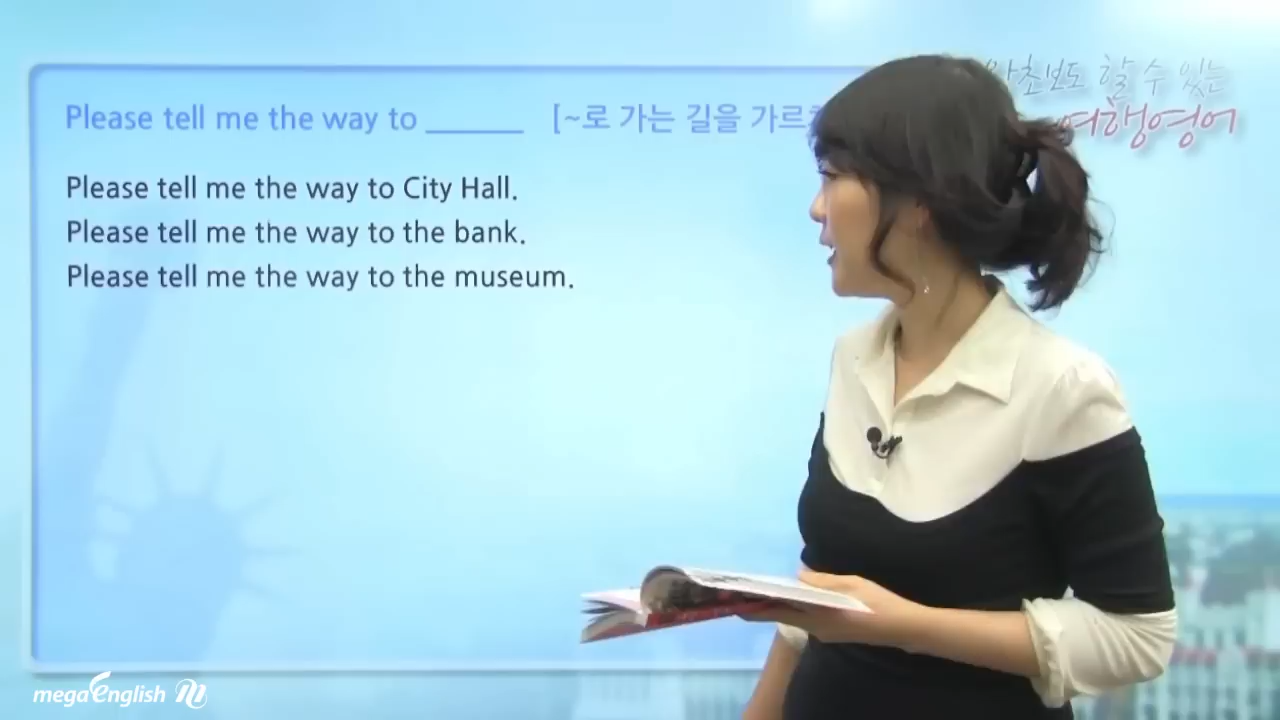 Please tell me the way to ______ [~로 가는 길을
초보도 할 수 있는
여행영어
Please tell me the way to City Hall.
Please tell me the way to the bank.
Please tell me the way to the museum.
megaEnglish